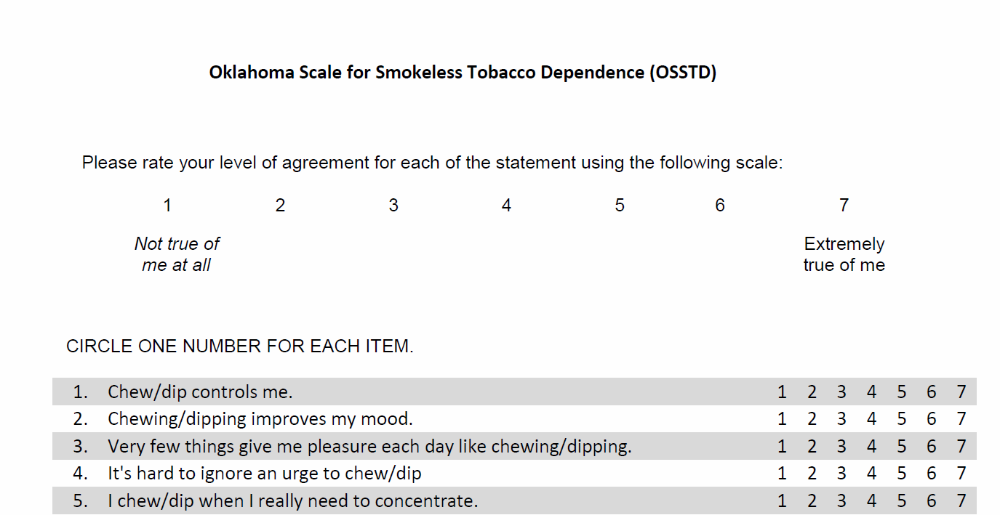 Oklahoma Scale for Smokeless Tobacco Dependence (OSSTD)
Please rate your level of agreement for each of the statement using the following scale:
1 2 3 4 5 6 7
Not true of Extremely
me at all true of me
CIRCLE ONE NUMBER FOR EACH ITEM.
1. Chew/dip controls me. 1 2 3 4 5 6 7
2. Chewing/dipping improves my mood. 1 2 3 4 5 6 7
3. Very few things give me pleasure each day like chewing/dipping. 1 2 3 4 5 6 7
4. It's hard to ignore an urge to chew/dip 1 2 3 4 5 6 7
5. I chew/dip when I really need to concentrate. 1 2 3 4 5 6 7